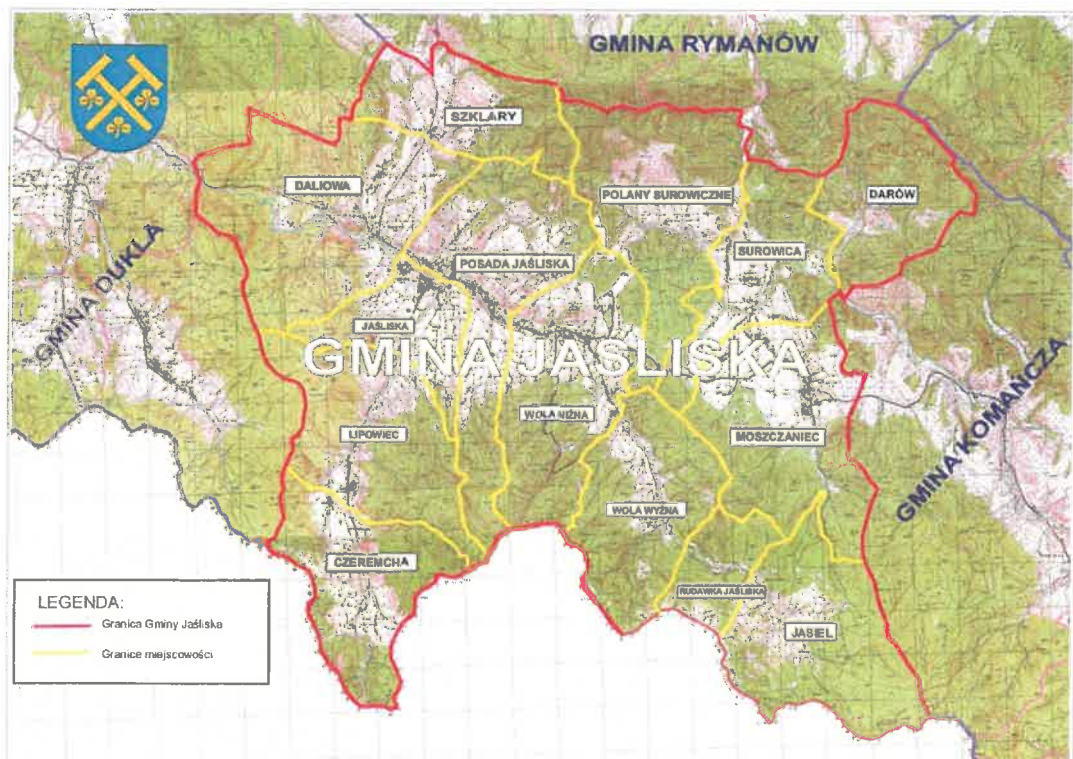 GMINA RYMANÓW
SZKLARY
DALIOWA
POLANY SUROWICZNE
DARÓW
GMINA DUKLA
POSADA JAŚLISKA
SUROWICA
JAŚLISKA
GMINA JAŚLISKA
WOLA NIŻNA
LIPOWIEC
MOSZCZANIEC
GMINA KOMAŃCZA
WOLA WYŻNA
CZEREMCHA
RUDAWKA JAŚLISKA
JASIEL
LEGENDA:
Granica Gminy Jaśliska
Granice miejscowości